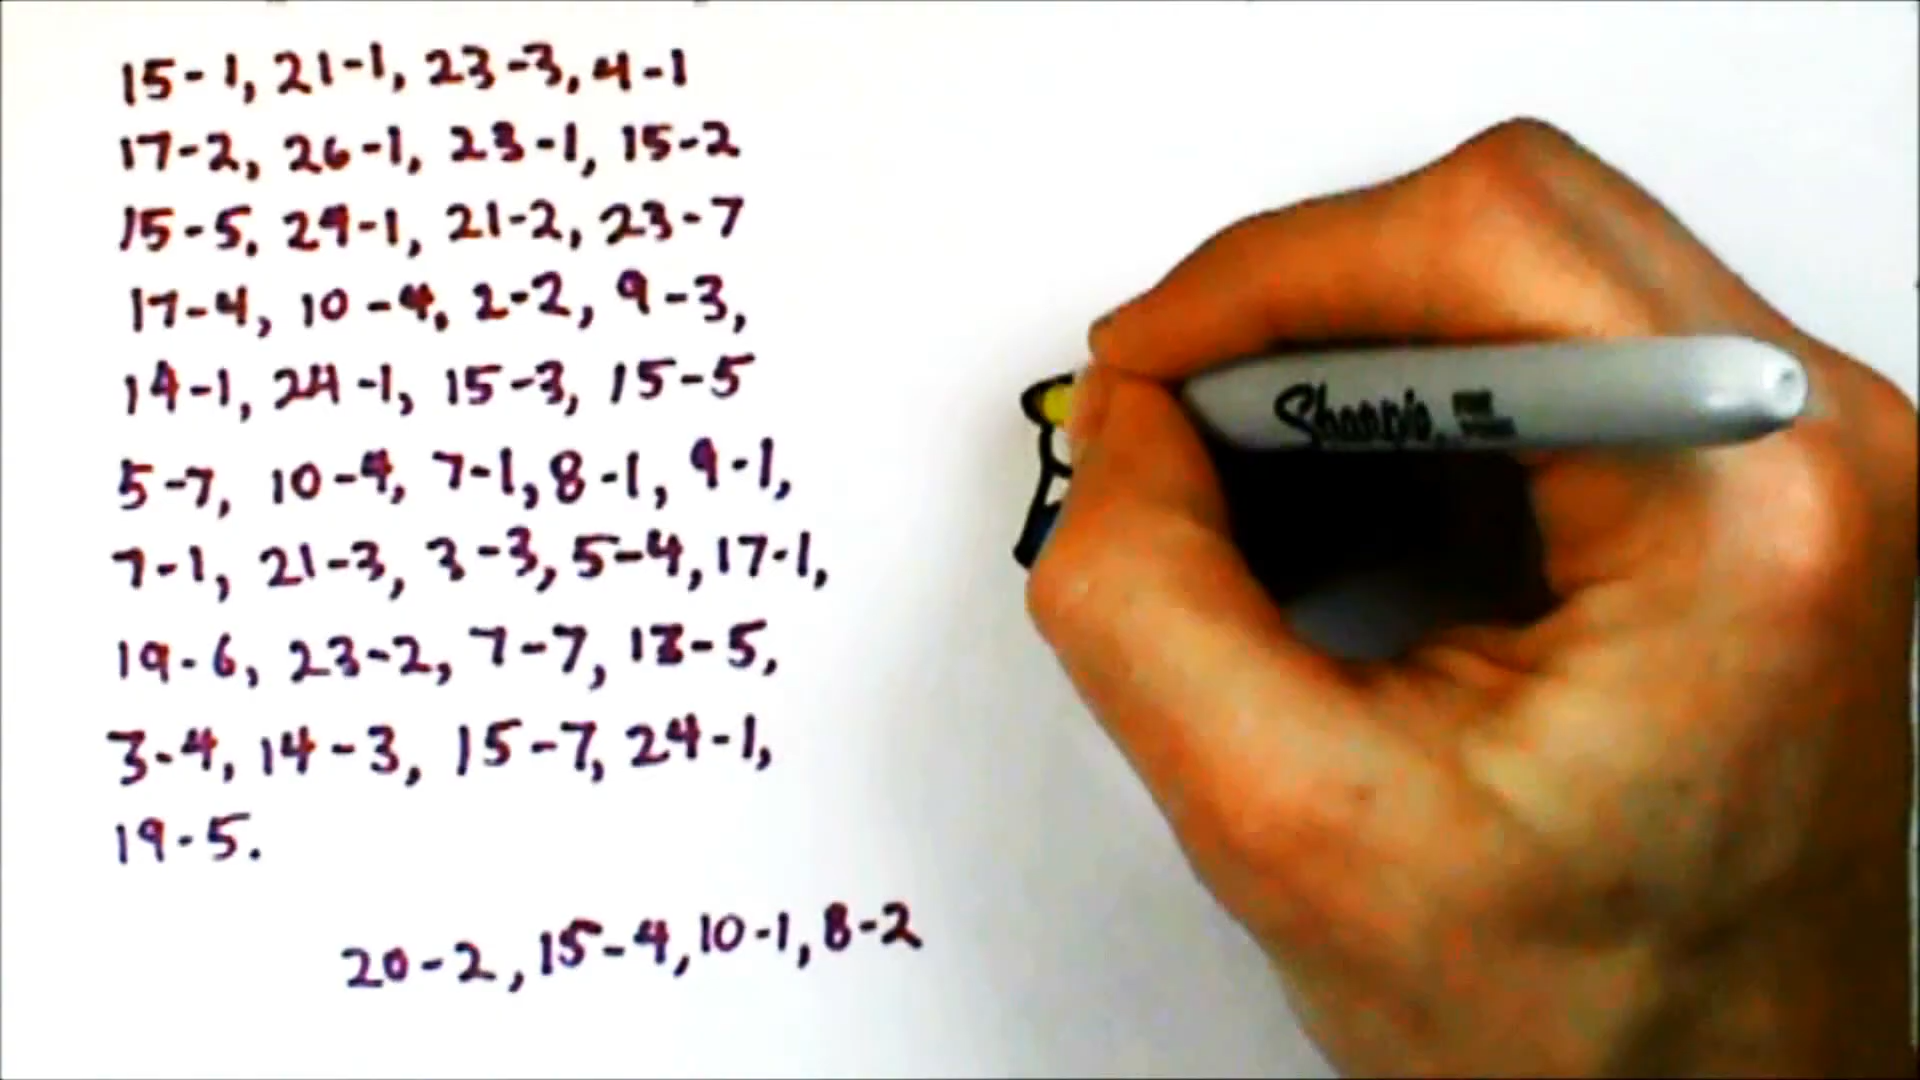 15-1, 21-1, 23-3, 4-1
17-2, 26-1, 23-1, 15-2
15-5, 29-1, 21-2, 23-7
17-4, 10-4, 2-2, 9-3,
14-1, 24-1, 15-3, 15-5
5-7, 10-4, 7-1, 8-1, 9-1,
7-1, 21-3, 3-3, 5-4, 17-1,
19-6, 23-2, 7-7, 13-5,
3-4, 14-3, 15-7, 24-1,
19-5.
20-2, 15-4, 10-1, 8-2
Sharpie.